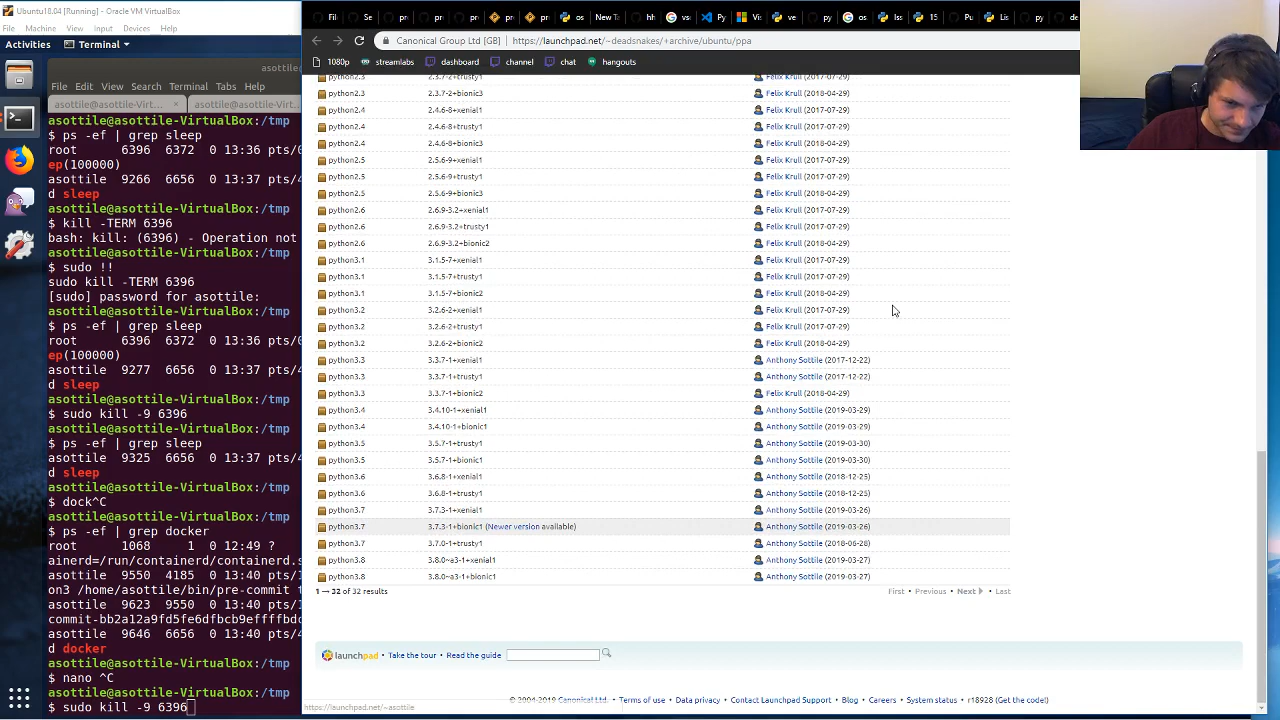 Ubuntu18.04 [Running] - Oracle VM VirtualBox
File Machine View Input Devices Help
Activities Terminal
File Edit View Search Terminal Tabs Help
asottile@asottile-Virt... × asottile@asottile-Virt...
asottile@asottile-VirtualBox:/tmp
$ ps -ef | grep sleep
root 6396 6372 0 13:36 pts/
ep(100000)
asottile 9266 6656 0 13:37 pts/4
d sleep
asottile@asottile-VirtualBox:/tmp
$ kill -TERM 6396
bash: kill: (6396) - Operation not
asottile@asottile-VirtualBox:/tmp
$ sudo !!
sudo kill -TERM 6396
[sudo] password for asottile:
asottile@asottile-VirtualBox:/tmp
$ ps -ef | grep sleep
root 6396 6372 0 13:36 pts/
ep(100000)
asottile 9277 6656 0 13:37 pts/4
d sleep
asottile@asottile-VirtualBox:/tmp
$ sudo kill -9 6396
asottile@asottile-VirtualBox:/tmp
$ ps -ef | grep sleep
asottile 9325 6656 0 13:37 pts/4
d sleep
asottile@asottile-VirtualBox:/tmp
$ dock^C
asottile@asottile-VirtualBox:/tmp
$ ps -ef | grep docker
root 1068 1 0 12:49 ?
ainerd=/run/containerd/containerd.s
asottile 9550 4185 0 13:40 pts/
on3 /home/asottile/bin/pre-commit
asottile 9623 9550 0 13:40 pts/
commit-bb2a12a9fd5fe6dfbcb9effffbd
asottile 9646 6656 0 13:40 pts/4
d docker
asottile@asottile-VirtualBox:/tmp
$ nano ^C
asottile@asottile-VirtualBox:/tmp
$ sudo kill -9 6396
Canonical Group Ltd [GB] | https://launchpad.net/~deadsnakes/+archive/ubuntu/ppa
1080p streamlabs dashboard channel chat hangouts
python2.3 2.3.7-2+trusty1 Felix Krull (2017-07-29)
python2.3 2.3.7-2+bionic3 Felix Krull (2018-04-29)
python2.4 2.4.6-8+xenial1 Felix Krull (2017-07-29)
python2.4 2.4.6-8+trusty1 Felix Krull (2017-07-29)
python2.4 2.4.6-8+bionic3 Felix Krull (2018-04-29)
python2.5 2.5.6-9+xenial1 Felix Krull (2017-07-29)
python2.5 2.5.6-9+trusty1 Felix Krull (2017-07-29)
python2.5 2.5.6-9+bionic3 Felix Krull (2018-04-29)
python2.6 2.6.9-3.2+xenial1 Felix Krull (2017-07-29)
python2.6 2.6.9-3.2+trusty1 Felix Krull (2017-07-29)
python2.6 2.6.9-3.2+bionic2 Felix Krull (2018-04-29)
python3.1 3.1.5-7+xenial1 Felix Krull (2017-07-29)
python3.1 3.1.5-7+trusty1 Felix Krull (2017-07-29)
python3.1 3.1.5-7+bionic2 Felix Krull (2018-04-29)
python3.2 3.2.6-2+xenial1 Felix Krull (2017-07-29)
python3.2 3.2.6-2+trusty1 Felix Krull (2017-07-29)
python3.2 3.2.6-2+bionic2 Felix Krull (2018-04-29)
python3.3 3.3.7-1+xenial1 Anthony Sottile (2017-12-22)
python3.3 3.3.7-1+trusty1 Anthony Sottile (2017-12-22)
python3.3 3.3.7-1+bionic2 Felix Krull (2018-04-29)
python3.4 3.4.10-1+xenial1 Anthony Sottile (2019-03-29)
python3.4 3.4.10-1+bionic1 Anthony Sottile (2019-03-29)
python3.5 3.5.7-1+trusty1 Anthony Sottile (2019-03-30)
python3.5 3.5.7-1+bionic1 Anthony Sottile (2019-03-30)
python3.6 3.6.8-1+xenial1 Anthony Sottile (2018-12-25)
python3.6 3.6.8-1+trusty1 Anthony Sottile (2018-12-25)
python3.7 3.7.3-1+xenial1 Anthony Sottile (2019-03-26)
python3.7 3.7.3-1+bionic1 (Newer version available) Anthony Sottile (2019-03-26)
python3.7 3.7.0-1+trusty1 Anthony Sottile (2018-06-28)
python3.8 3.8.0~a3-1+xenial1 Anthony Sottile (2019-03-27)
python3.8 3.8.0~a3-1+bionic1 Anthony Sottile (2019-03-27)
1 → 32 of 32 results First • Previous • Next • Last
launchpad • Take the tour • Read the guide
© 2004-2019 Canonical Ltd. • Terms of use • Data privacy • Contact Launchpad Support • Blog • Careers • System status • r18928 (Get the code!)
https://launchpad.net/~asottile